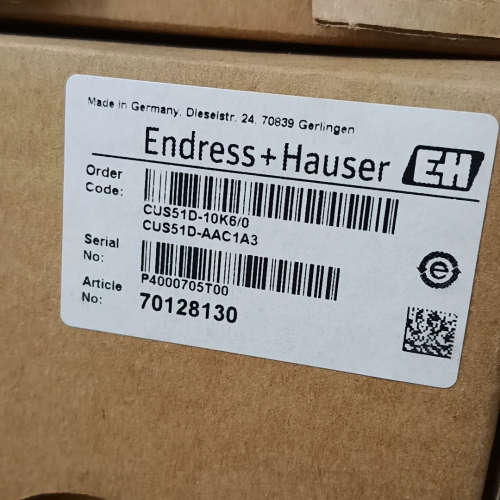 Made in Germany, Dieselstr. 24, 70839 Gerlingen
Endress+Hauser EH
Order Code:
CUS51D-10K6/0
CUS51D-AAC1A3
Serial No:
P4000705T00
Article No:
70128130
e